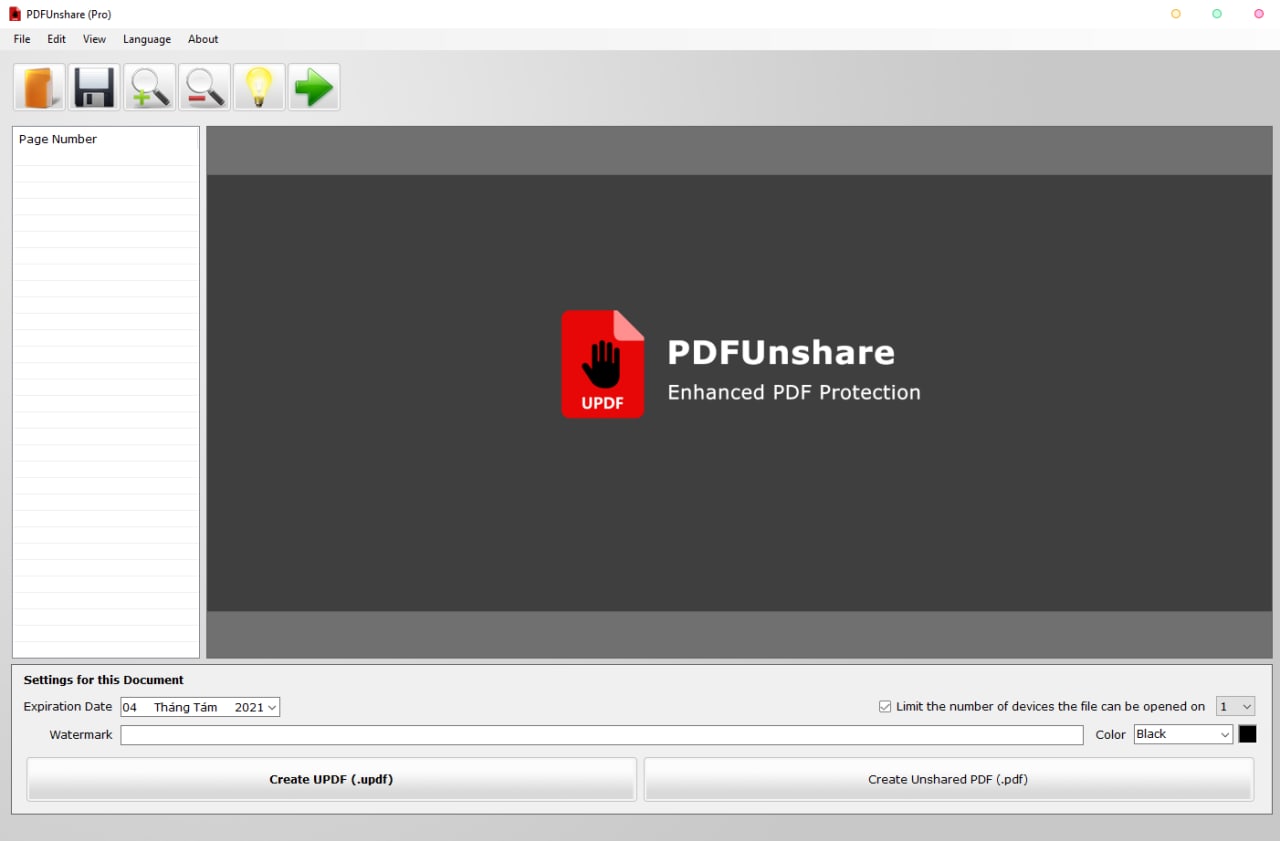 PDFUnshare (Pro)
File Edit View Language About
Page Number
UPDF
PDFUnshare
Enhanced PDF Protection
Settings for this Document
Expiration Date 04 Tháng Tám 2021
Limit the number of devices the file can be opened on 1
Watermark
Color Black
Create UPDF (.updf)
Create Unshared PDF (.pdf)